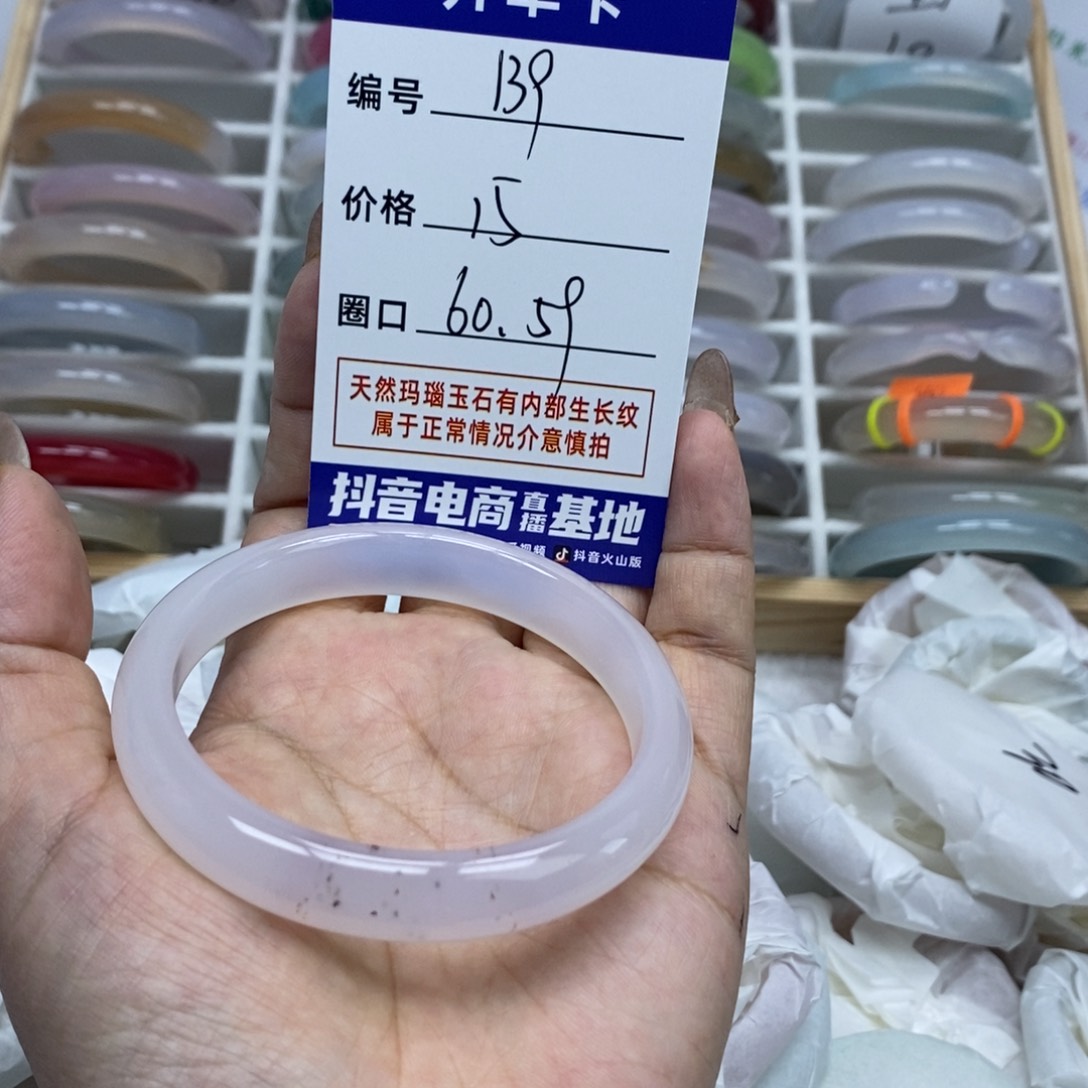 编号 139
价格 15
圈口 60.59
天然玛瑙玉石有内部生长纹
属于正常情况介意慎拍
抖音电商直播基地
视频 抖音火山版